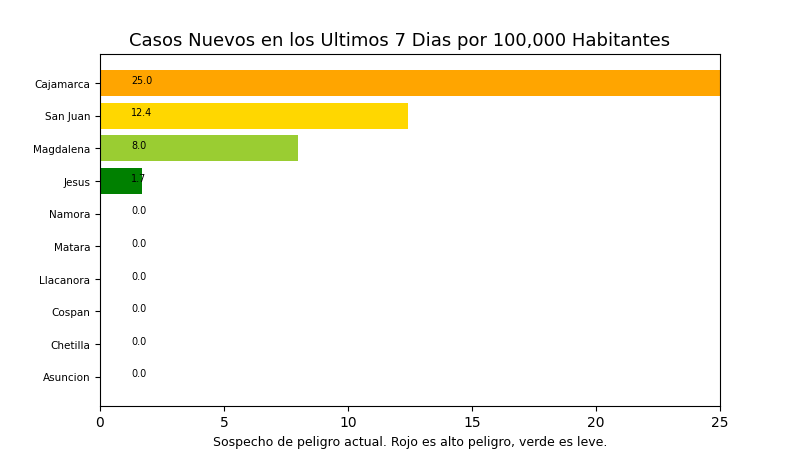 Casos Nuevos en los Ultimos 7 Dias por 100,000 Habitantes
Cajamarca 25.0
San Juan 12.4
Magdalena 8.0
Jesus 1.7
Namora 0.0
Matara 0.0
Llacanora 0.0
Cospan 0.0
Chetilla 0.0
Asuncion 0.0
0 5 10 15 20 25
Sospecho de peligro actual. Rojo es alto peligro, verde es leve.